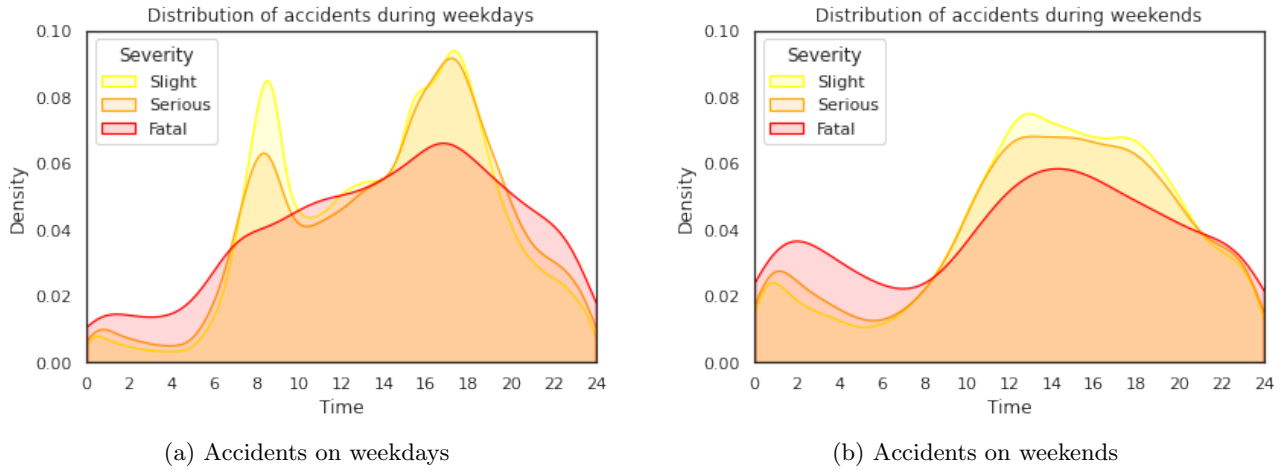 Distribution of accidents during weekdays
0.10
0.08
0.06
0.04
0.02
0.00
Density
Severity
Slight
Serious
Fatal
0 2 4 6 8 10 12 14 16 18 20 22 24
Time
(a) Accidents on weekdays
Distribution of accidents during weekends
0.10
0.08
0.06
0.04
0.02
0.00
Density
Severity
Slight
Serious
Fatal
0 2 4 6 8 10 12 14 16 18 20 22 24
Time
(b) Accidents on weekends